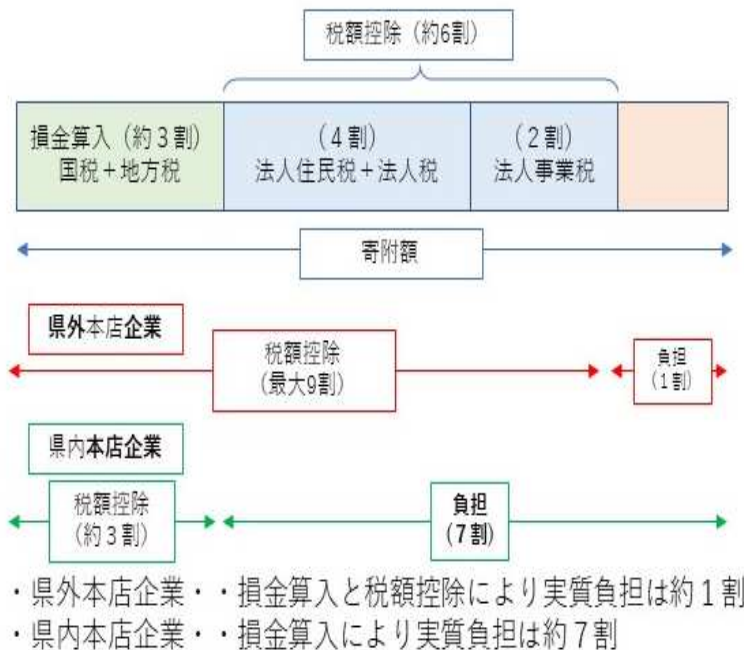 税額控除（約6割）
損金算入（約３割）
国税＋地方税
（４割）
法人住民税＋法人税
（２割）
法人事業税
寄附額
県外本店企業
税額控除
（最大9割）
負担
（１割）
県内本店企業
税額控除
（約３割）
負担
（７割）
・県外本店企業・・損金算入と税額控除により実質負担は約１割
・県内本店企業・・損金算入により実質負担は約７割